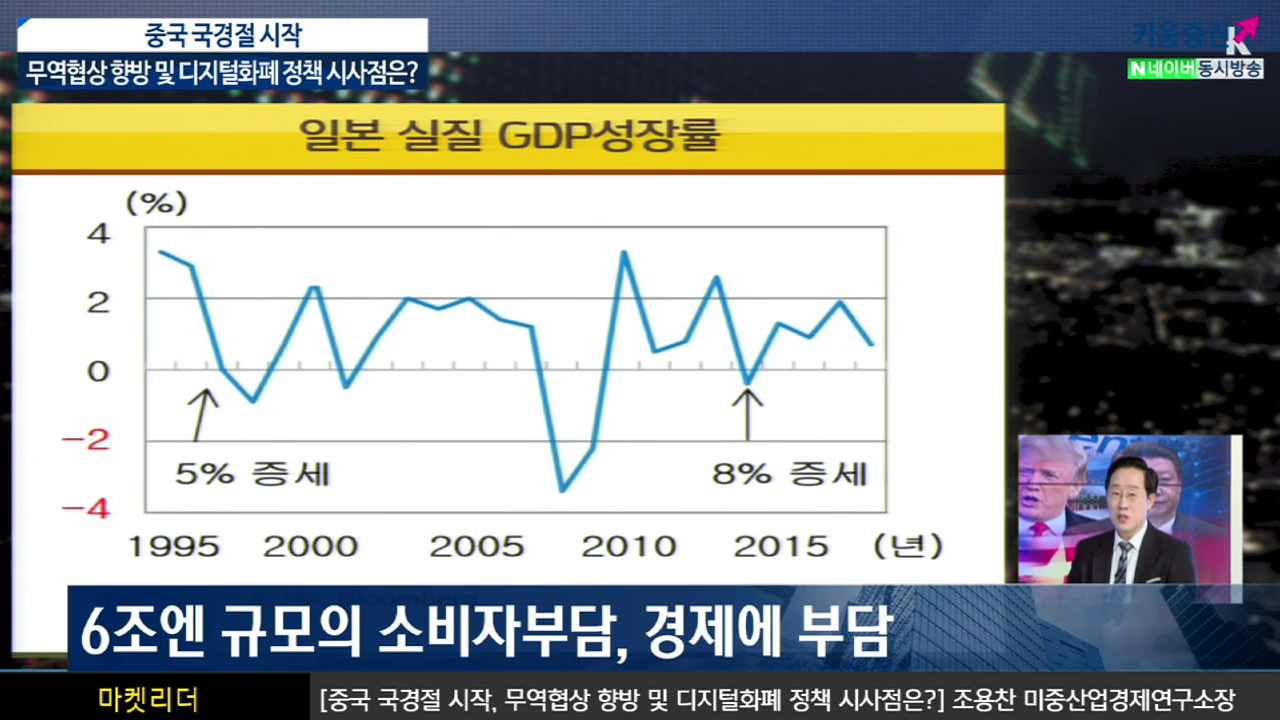 중국 국경절 시작
무역협상 향방 및 디지털화폐 정책 시사점은?
키움증권
N 네이버 동시방송
일본 실질 GDP성장률
(%)
4
2
0
-2
-4
5% 증세
8% 증세
1995 2000 2005 2010 2015 (년)
6조엔 규모의 소비자부담, 경제에 부담
마켓리더
[중국 국경절 시작, 무역협상 향방 및 디지털화폐 정책 시사점은?] 조용찬 미중산업경제연구소장